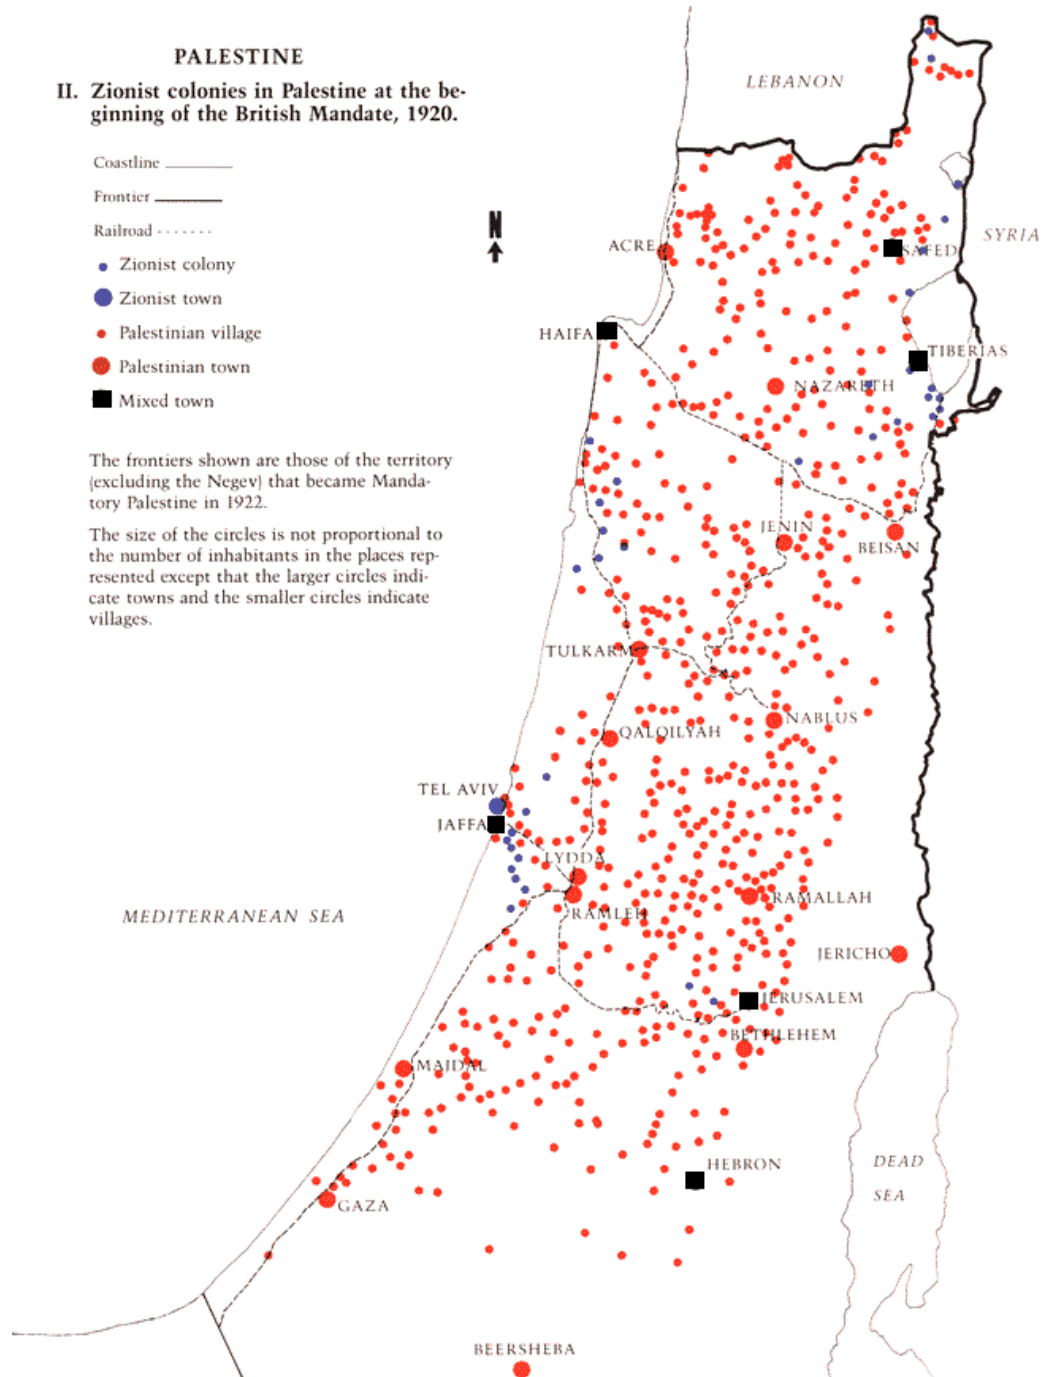 PALESTINE
II. Zionist colonies in Palestine at the be-
ginning of the British Mandate, 1920.
Coastline
Frontier
Railroad
Zionist colony
Zionist town
Palestinian village
Palestinian town
Mixed town
The frontiers shown are those of the territory
(excluding the Negev) that became Manda-
tory Palestine in 1922.
The size of the circles is not proportional to
the number of inhabitants in the places rep-
resented except that the larger circles indi-
cate towns and the smaller circles indicate
villages.
N
LEBANON
SYRIA
ACRE
SAFED
HAIFA
TIBERIAS
NAZARETH
JENIN
BEISAN
TULKARM
NABLUS
QALQILYAH
TEL AVIV
JAFFA
LYDDA
RAMLEH
RAMALLAH
MEDITERRANEAN SEA
JERICHO
JERUSALEM
BETHLEHEM
MAJDAL
HEBRON
DEAD
SEA
GAZA
BEERSHEBA